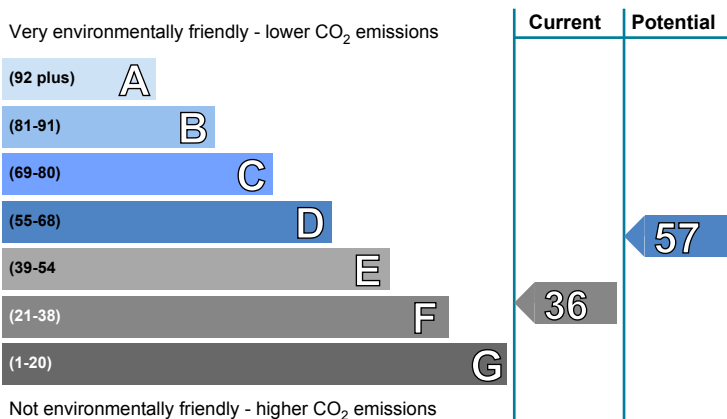 Current Potential
Very environmentally friendly - lower CO2 emissions
(92 plus) A
(81-91) B
(69-80) C
(55-68) D
57
(39-54 E
(21-38) F
36
(1-20) G
Not environmentally friendly - higher CO2 emissions